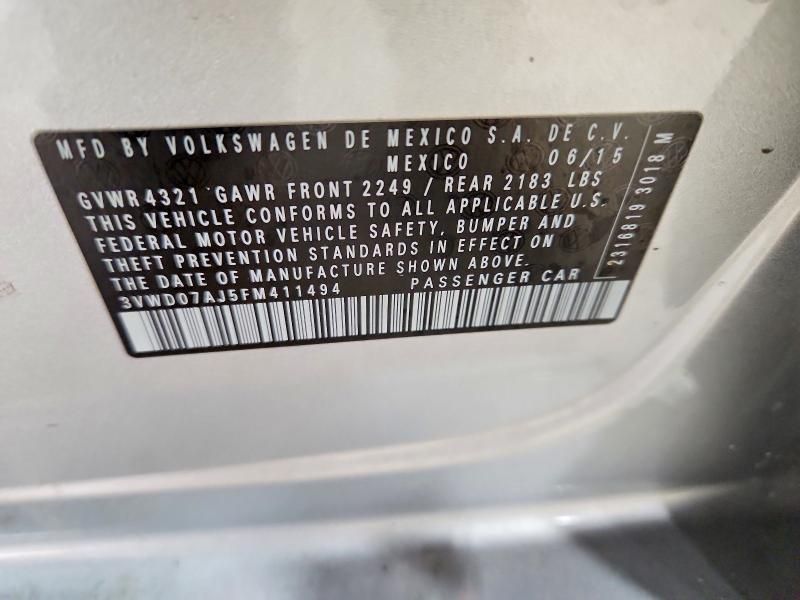 MFD BY VOLKSWAGEN DE MEXICO S.A. DE C.V.
MEXICO 06/15
GVWR 4321 GAWR FRONT 2249 / REAR 2183 LBS
THIS VEHICLE CONFORMS TO ALL APPLICABLE U.S.
FEDERAL MOTOR VEHICLE SAFETY, BUMPER AND
THEFT PREVENTION STANDARDS IN EFFECT ON
THE DATE OF MANUFACTURE SHOWN ABOVE.
3VWD07AJ5FM411494 PASSENGER CAR
2316819 3018 M